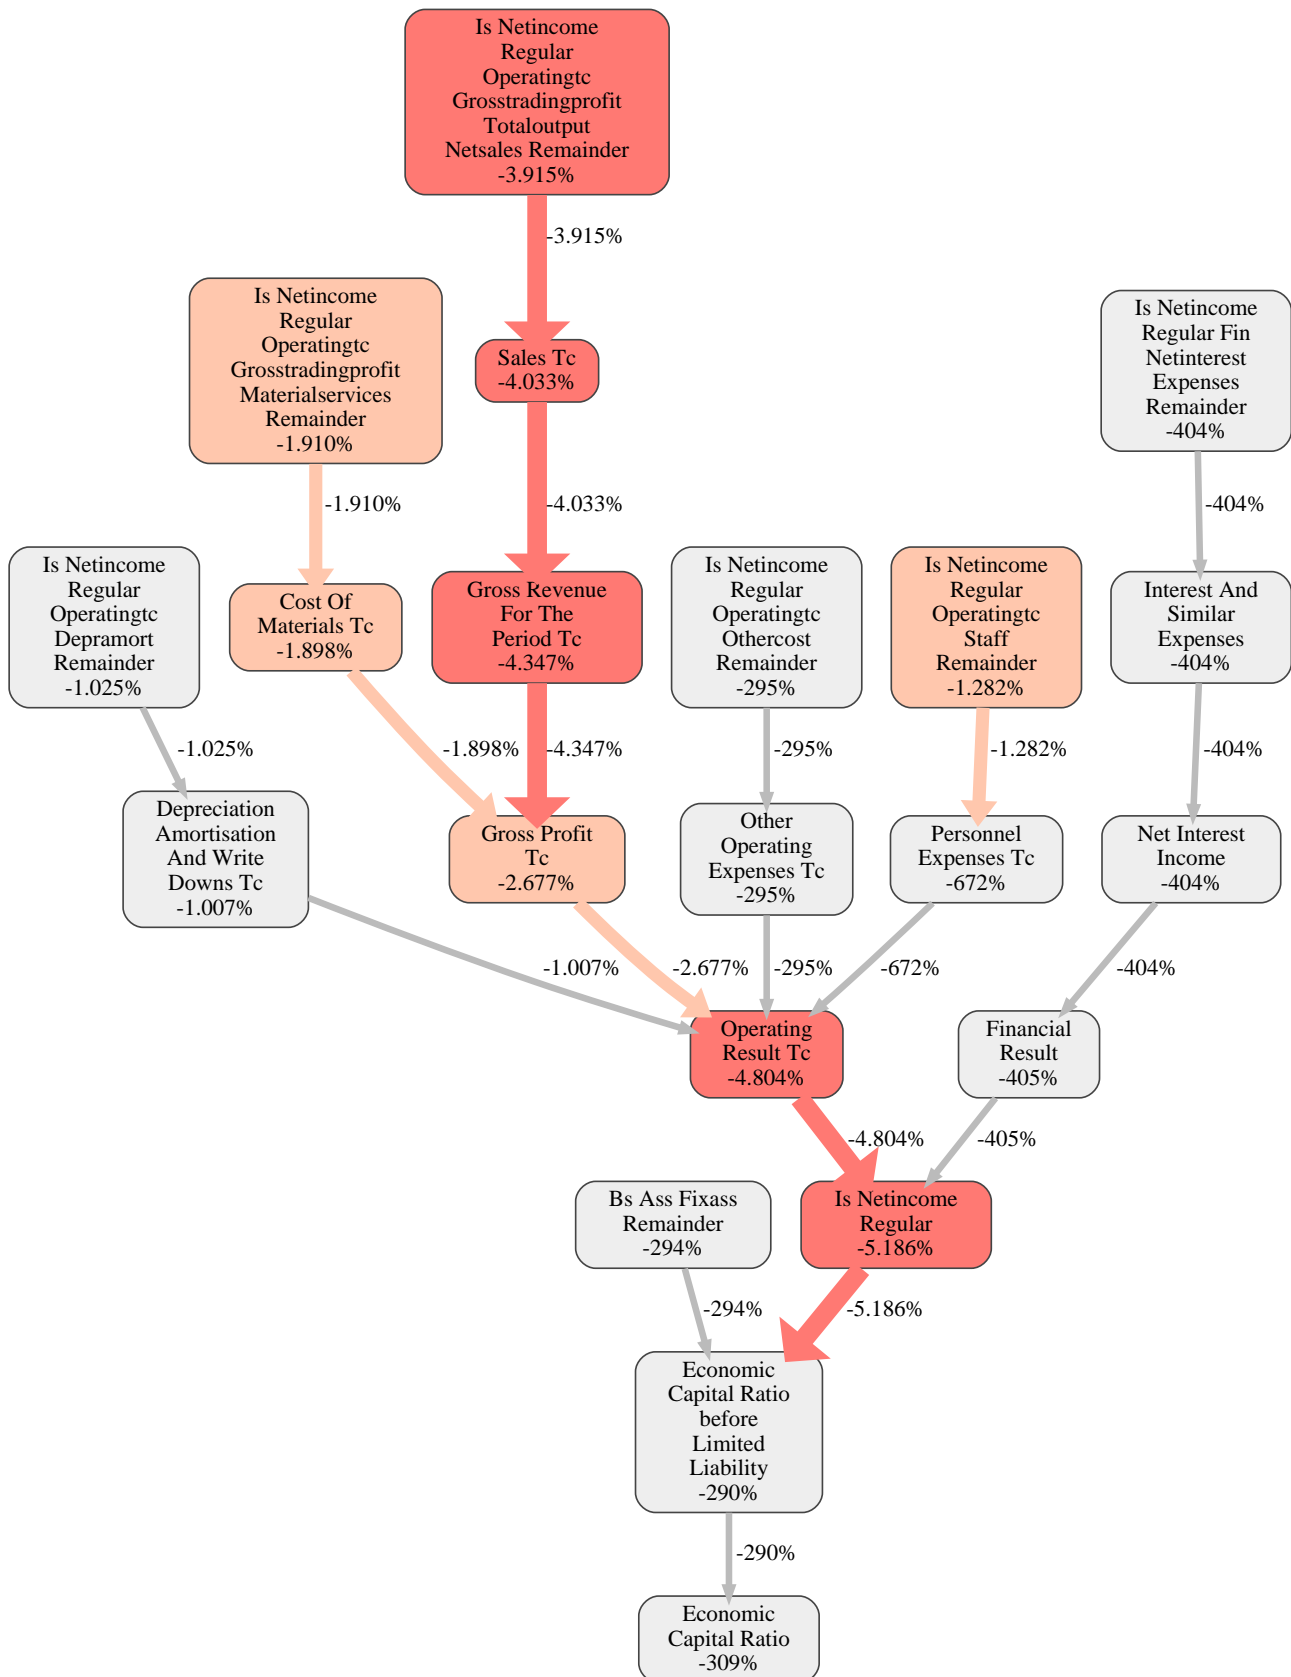 Is Netincome
Regular
Operatingtc
Grosstradingprofit
Totaloutput
Netsales Remainder
-3.915%
-3.915%
Is Netincome
Regular
Operatingtc
Grosstradingprofit
Materialservices
Remainder
-1.910%
Sales Tc
-4.033%
Is Netincome
Regular Fin
Netinterest
Expenses
Remainder
-404%
-1.910%
-4.033%
-404%
Is Netincome
Regular
Operatingtc
Depramort
Remainder
-1.025%
Cost Of
Materials Tc
-1.898%
Gross Revenue
For The
Period Tc
-4.347%
Is Netincome
Regular
Operatingtc
Othercost
Remainder
-295%
Is Netincome
Regular
Operatingtc
Staff
Remainder
-1.282%
Interest And
Similar
Expenses
-404%
-1.025%
-1.898%
-4.347%
-295%
-1.282%
-404%
Depreciation
Amortisation
And Write
Downs Tc
-1.007%
Gross Profit
Tc
-2.677%
Other
Operating
Expenses Tc
-295%
Personnel
Expenses Tc
-672%
Net Interest
Income
-404%
-1.007%
-2.677%
-295%
-672%
-404%
Operating
Result Tc
-4.804%
Financial
Result
-405%
-4.804%
-405%
Bs Ass Fixass
Remainder
-294%
Is Netincome
Regular
-5.186%
-294%
-5.186%
Economic
Capital Ratio
before
Limited
Liability
-290%
-290%
Economic
Capital Ratio
-309%